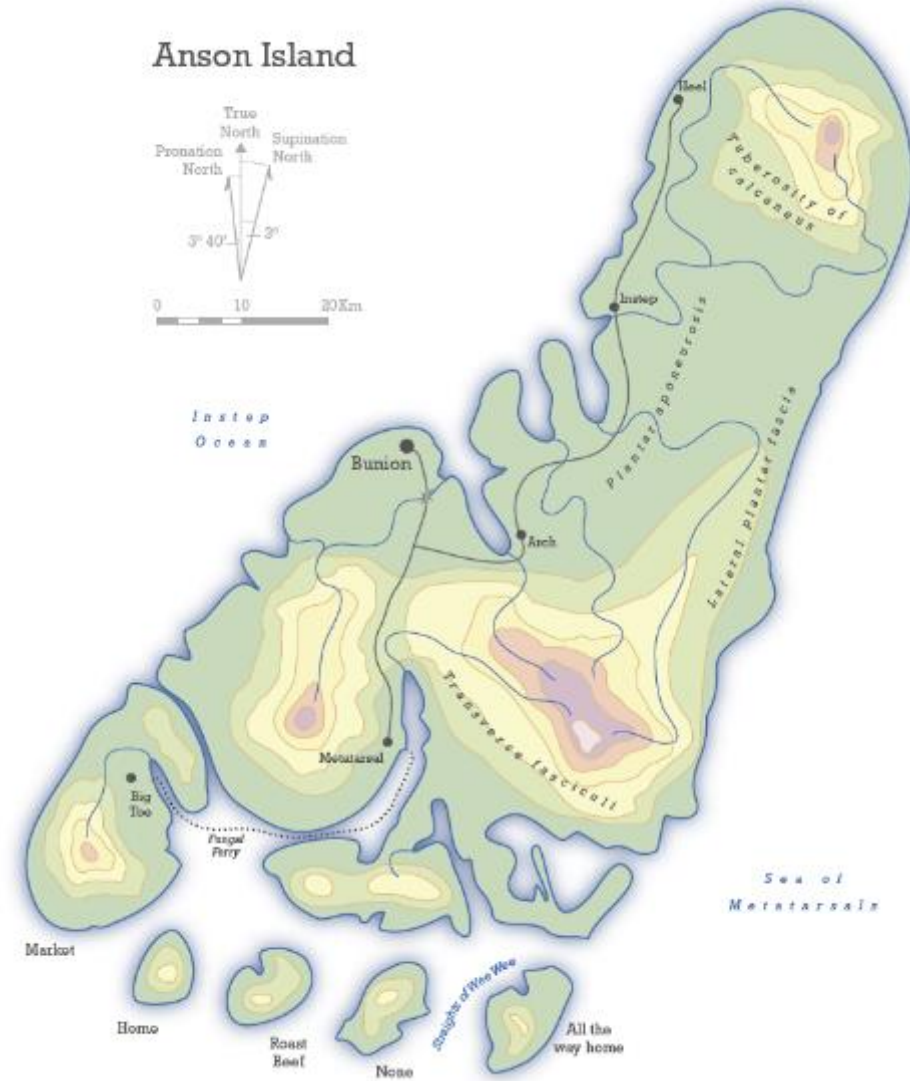 Anson Island
True
North
Pronation
North
Supination
North
3º 40'
3º
0 10 20Km
Heel
Tuberosity of
calcaneus
Instep
Plantar aponeurosis
Lateral plantar fascia
Instep
Ocean
Bunion
Arch
Transverse fasciculi
Metatarsal
Big
Toe
Fungal
Ferry
Sea of
Metatarsals
Market
Home
Roast
Beef
None
Straights of Wee Wee
All the
way home